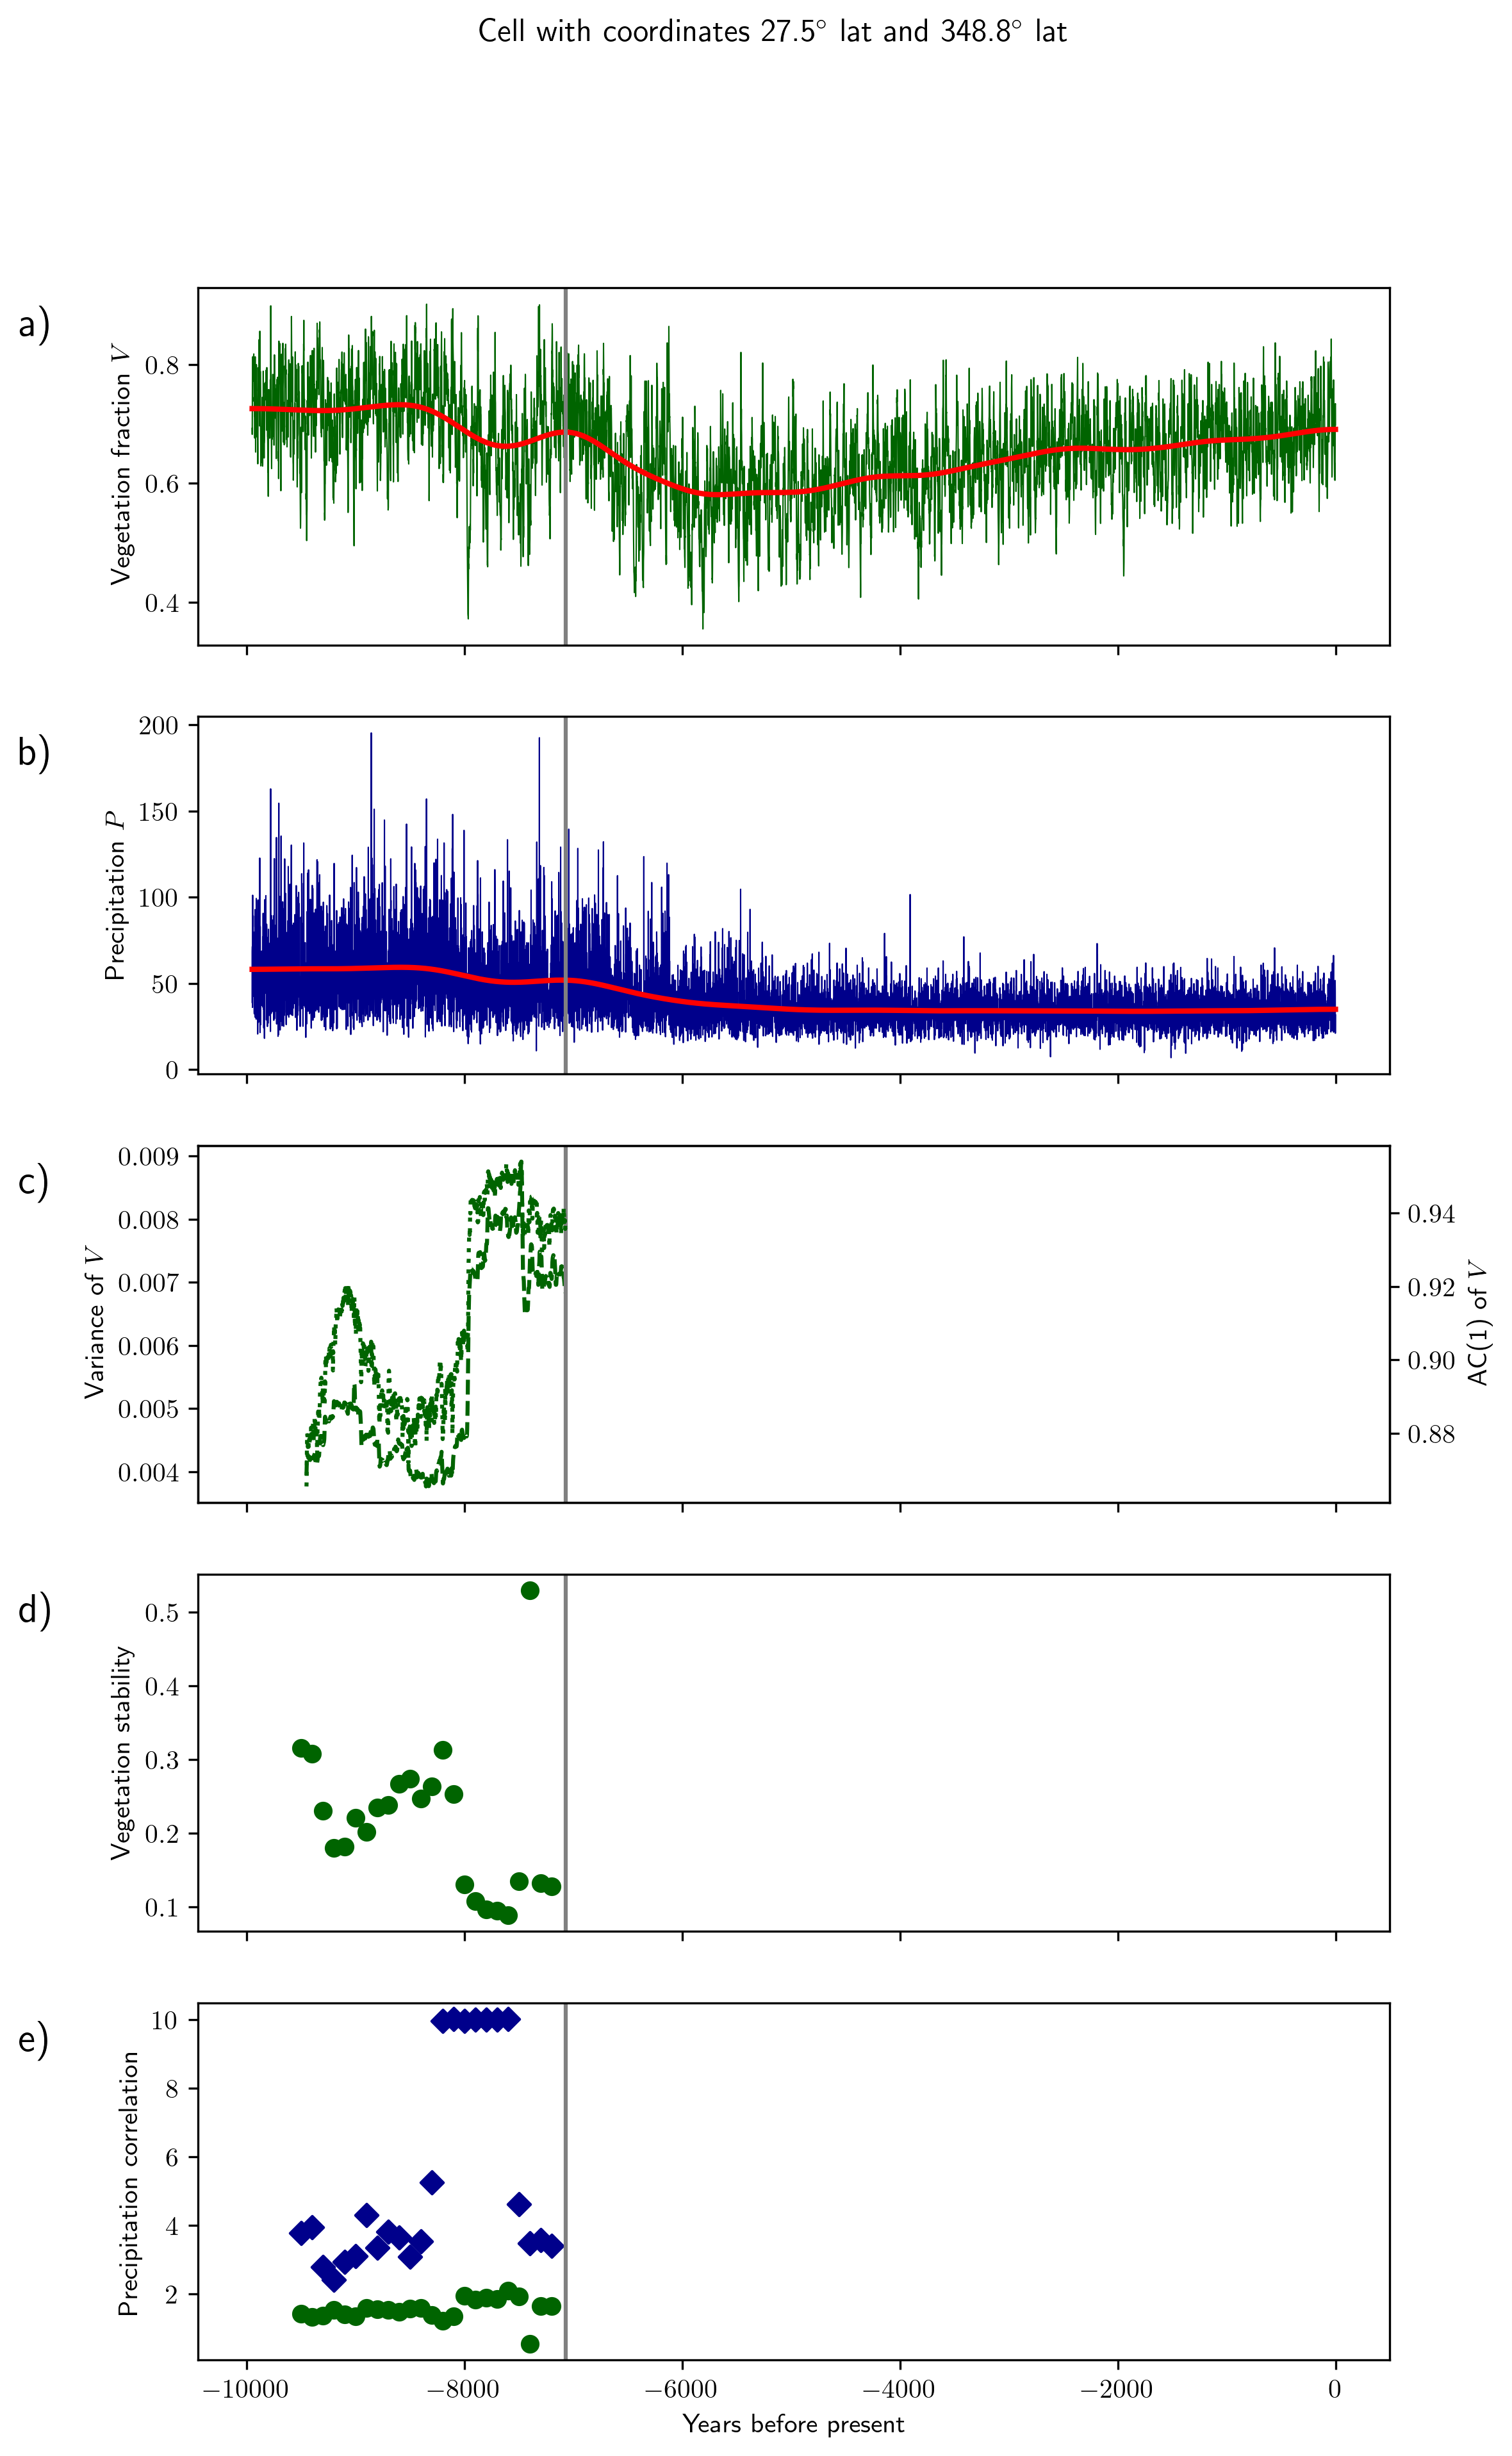 Cell with coordinates 27.5° lat and 348.8° lat
a)
Vegetation fraction V
0.8
0.6
0.4
b)
Precipitation P
200
150
100
50
0
c)
Variance of V
0.009
0.008
0.007
0.006
0.005
0.004
0.94
0.92
0.90
0.88
AC(1) of V
d)
Vegetation stability
0.5
0.4
0.3
0.2
0.1
e)
Precipitation correlation
10
8
6
4
2
−10000 −8000 −6000 −4000 −2000 0
Years before present